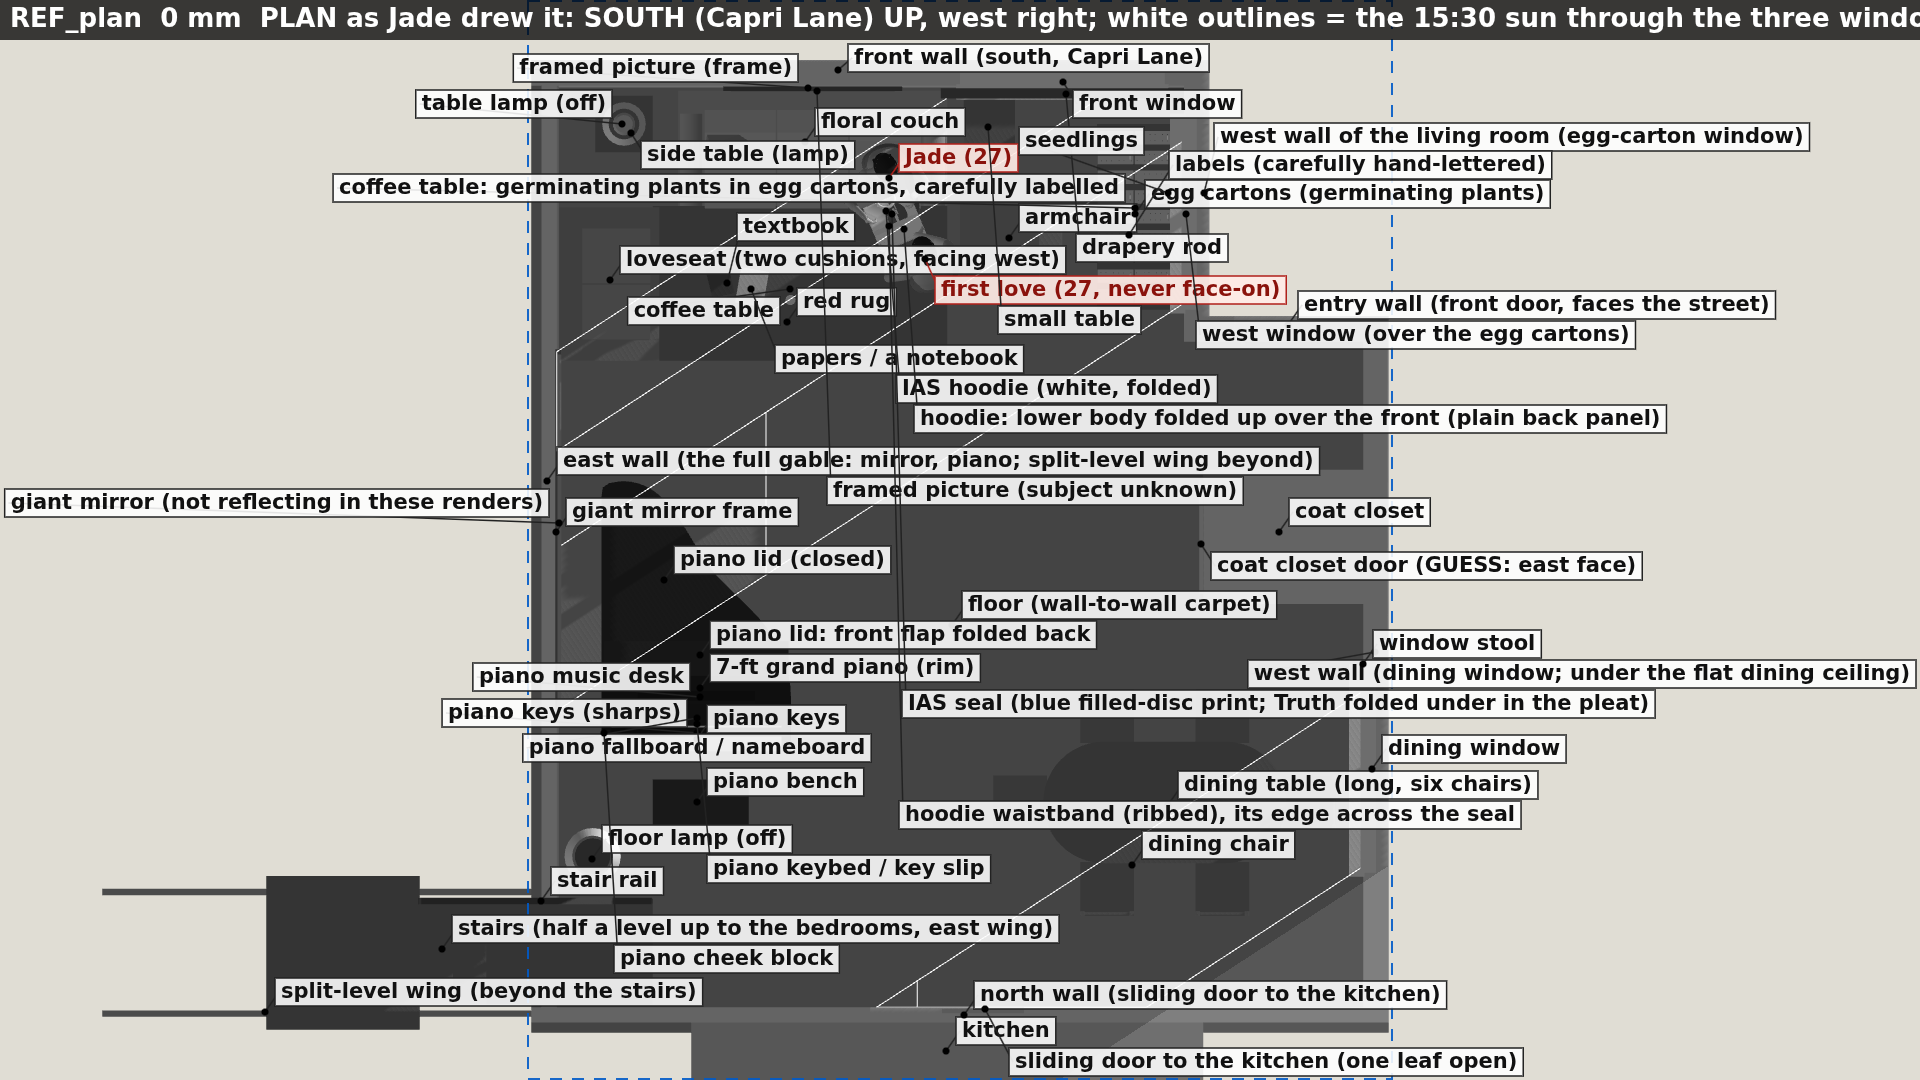 REF_plan 0 mm PLAN as Jade drew it: SOUTH (Capri Lane) UP, west right; white outlines = the 15:30 sun through the three windo
front wall (south, Capri Lane)
framed picture (frame)
table lamp (off)
front window
floral couch
seedlings
west wall of the living room (egg-carton window)
side table (lamp)
Jade (27)
labels (carefully hand-lettered)
coffee table: germinating plants in egg cartons, carefully labelled
egg cartons (germinating plants)
armchair
textbook
drapery rod
loveseat (two cushions, facing west)
first love (27, never face-on)
coffee table
red rug
entry wall (front door, faces the street)
small table
west window (over the egg cartons)
papers / a notebook
IAS hoodie (white, folded)
hoodie: lower body folded up over the front (plain back panel)
east wall (the full gable: mirror, piano; split-level wing beyond)
framed picture (subject unknown)
giant mirror (not reflecting in these renders)
giant mirror frame
coat closet
piano lid (closed)
coat closet door (GUESS: east face)
floor (wall-to-wall carpet)
piano lid: front flap folded back
window stool
7-ft grand piano (rim)
west wall (dining window; under the flat dining ceiling)
piano music desk
IAS seal (blue filled-disc print; Truth folded under in the pleat)
piano keys (sharps)
piano keys
piano fallboard / nameboard
dining window
piano bench
dining table (long, six chairs)
hoodie waistband (ribbed), its edge across the seal
floor lamp (off)
dining chair
piano keybed / key slip
stair rail
stairs (half a level up to the bedrooms, east wing)
piano cheek block
split-level wing (beyond the stairs)
north wall (sliding door to the kitchen)
kitchen
sliding door to the kitchen (one leaf open)